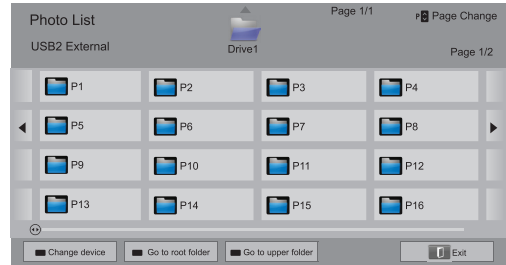 Photo List
Page 1/1
P Page Change
USB2 External
Drive1
Page 1/2
P1
P2
P3
P4
P5
P6
P7
P8
P9
P10
P11
P12
P13
P14
P15
P16
Change device
Go to root folder
Go to upper folder
Exit